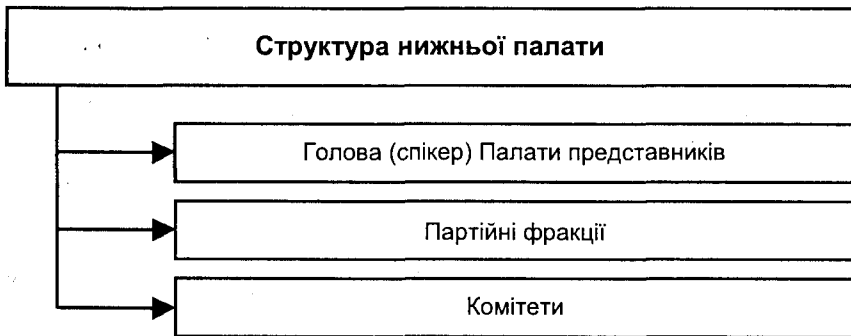 Структура нижньої палати
Голова (спікер) Палати представників
Партійні фракції
Комітети